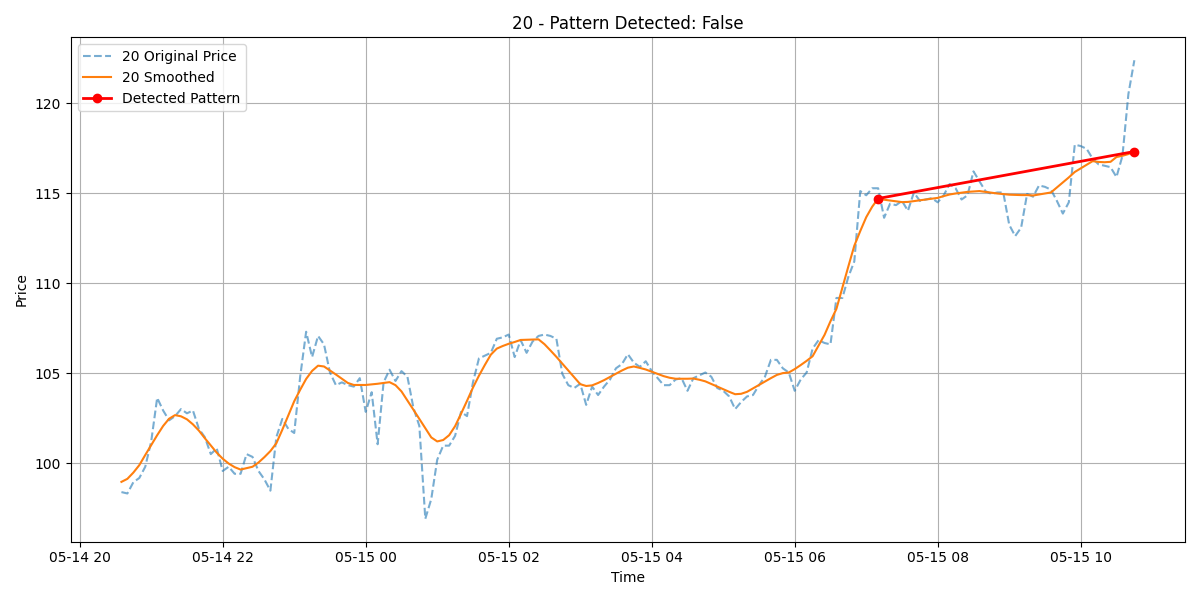 20 - Pattern Detected: False
20 Original Price
20 Smoothed
Detected Pattern
Price
120
115
110
105
100
05-14 20
05-14 22
05-15 00
05-15 02
05-15 04
05-15 06
05-15 08
05-15 10
Time